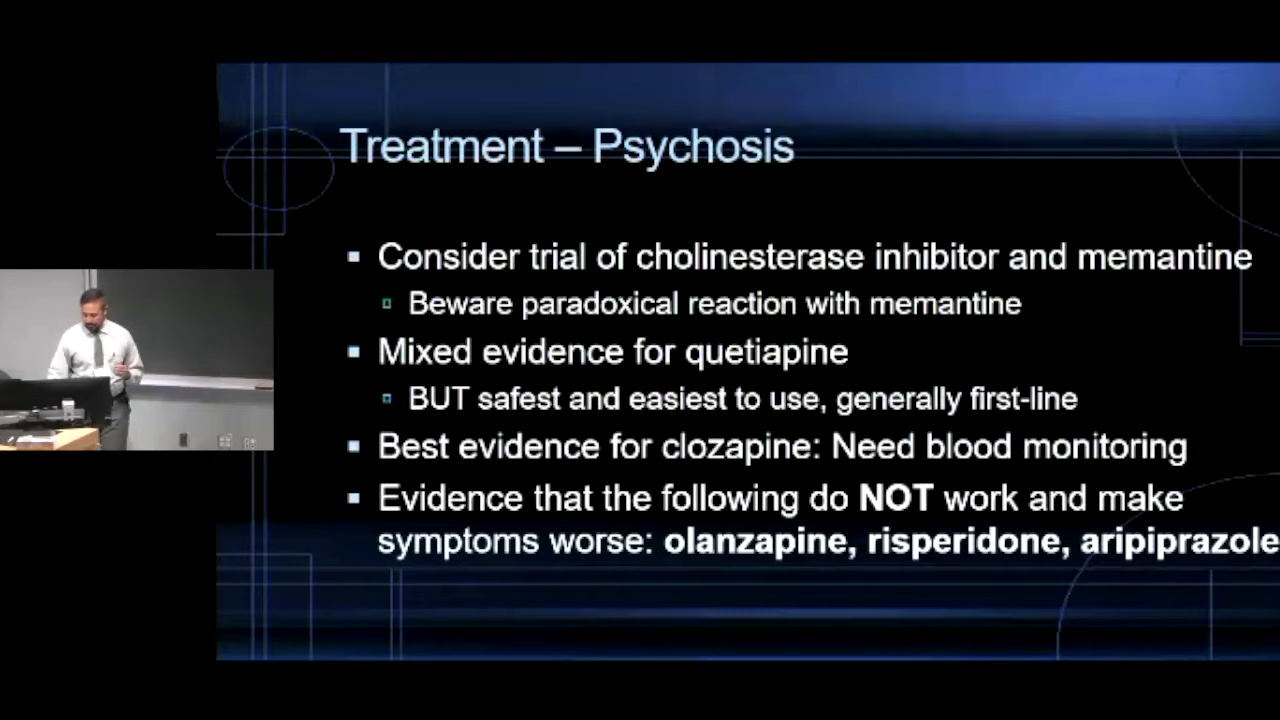 Treatment – Psychosis
Consider trial of cholinesterase inhibitor and memantine
Beware paradoxical reaction with memantine
Mixed evidence for quetiapine
BUT safest and easiest to use, generally first-line
Best evidence for clozapine: Need blood monitoring
Evidence that the following do NOT work and make
symptoms worse: olanzapine, risperidone, aripiprazole